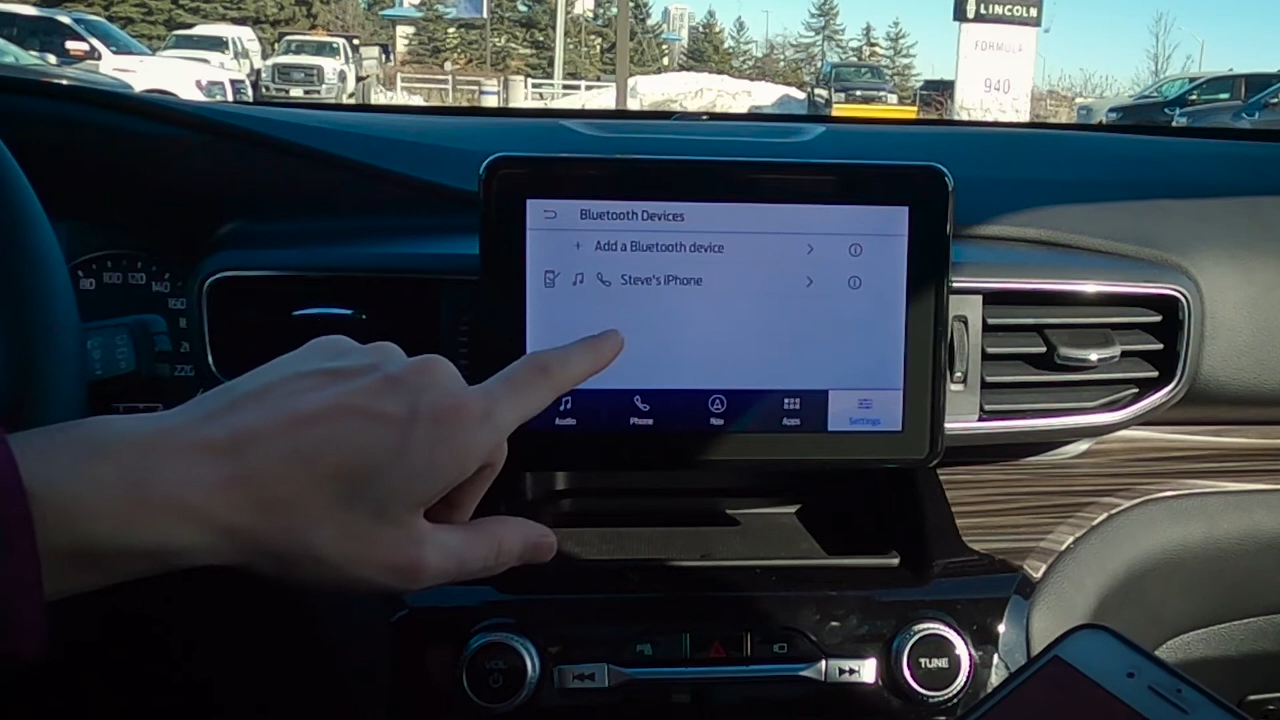 LINCOLN
FORMULA
940
Bluetooth Devices
+ Add a Bluetooth device
Steve's iPhone
Audio
Phone
Nav
Apps
Settings
80 100 120 140
160
220
VOL
TUNE